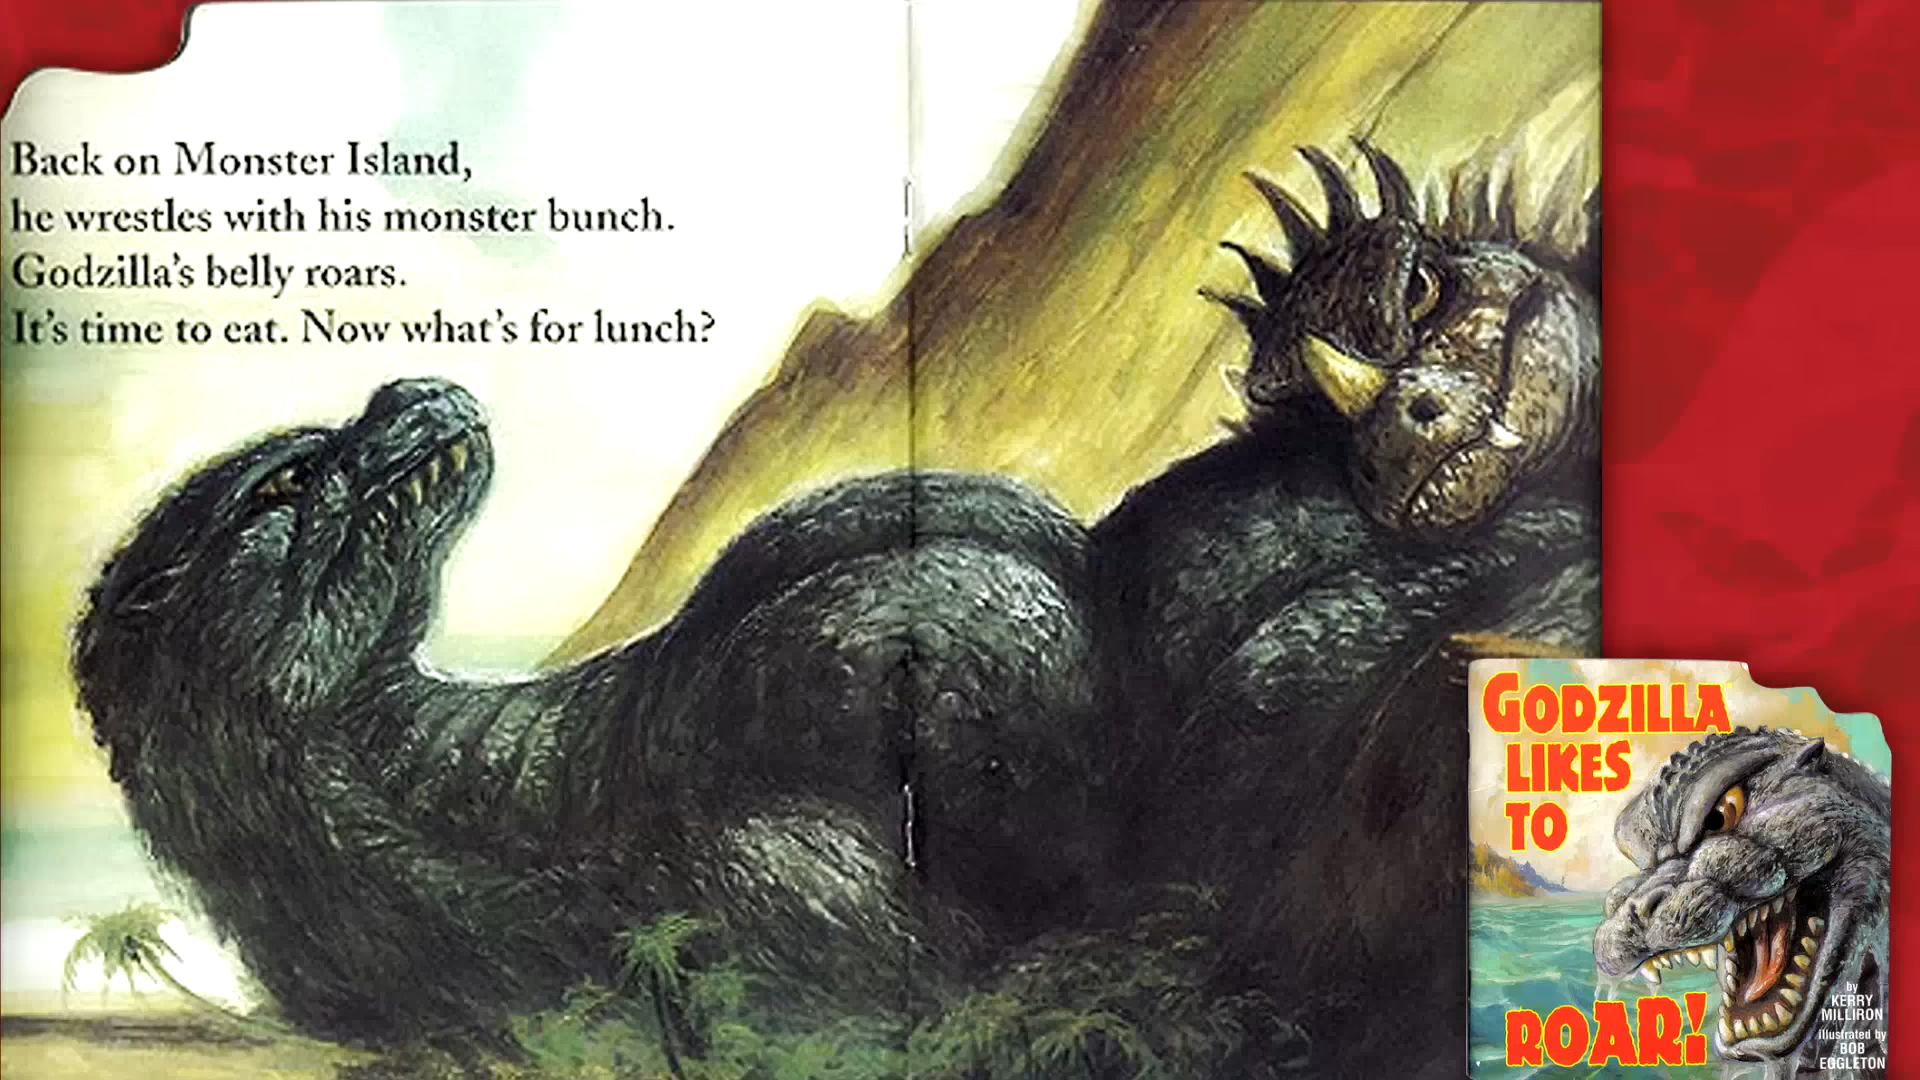 Back on Monster Island,
he wrestles with his monster bunch.
Godzilla's belly roars.
It's time to eat. Now what's for lunch?
GODZILLA
LIKES
TO
ROAR!
by
KERRY
MILLIRON
illustrated by
BOB
EGGLETON